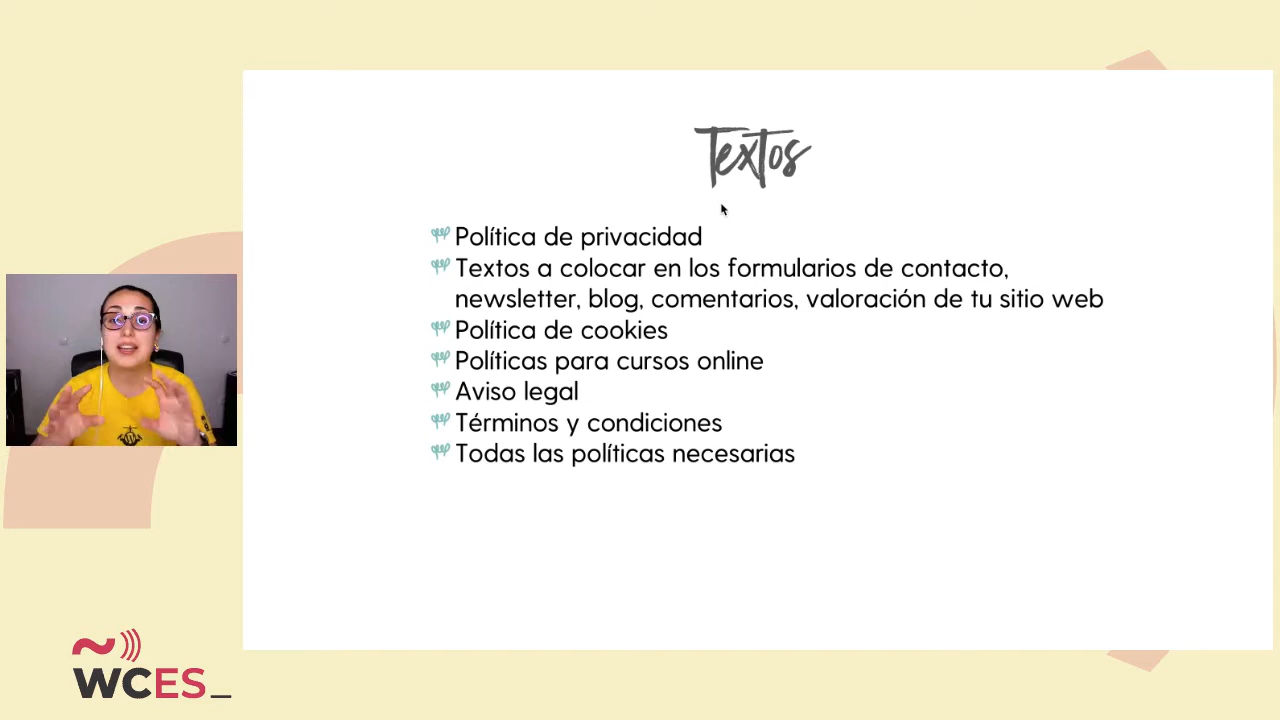 Textos
Política de privacidad
Textos a colocar en los formularios de contacto,
newsletter, blog, comentarios, valoración de tu sitio web
Política de cookies
Políticas para cursos online
Aviso legal
Términos y condiciones
Todas las políticas necesarias
WCES_